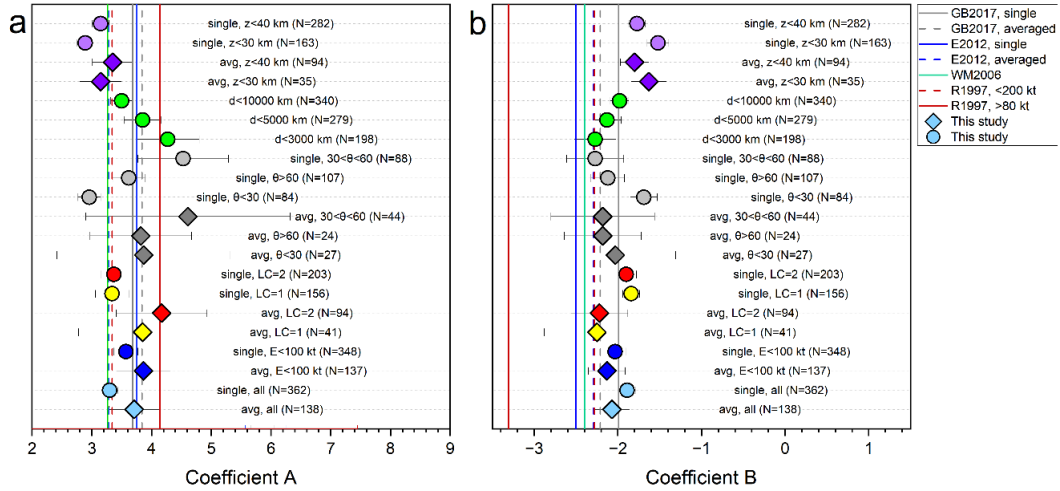 a
single, z<40 km (N=282)
single, z<30 km (N=163)
avg, z<40 km (N=94)
avg, z<30 km (N=35)
d<10000 km (N=340)
d<5000 km (N=279)
d<3000 km (N=198)
single, 30<θ<60 (N=88)
single, θ>60 (N=107)
single, θ<30 (N=84)
avg, 30<θ<60 (N=44)
avg, θ>60 (N=24)
avg, θ<30 (N=27)
single, LC=2 (N=203)
single, LC=1 (N=156)
avg, LC=2 (N=94)
avg, LC=1 (N=41)
single, E<100 kt (N=348)
avg, E<100 kt (N=137)
single, all (N=362)
avg, all (N=138)
2 3 4 5 6 7 8 9
Coefficient A
b
single, z<40 km (N=282)
single, z<30 km (N=163)
avg, z<40 km (N=94)
avg, z<30 km (N=35)
d<10000 km (N=340)
d<5000 km (N=279)
d<3000 km (N=198)
single, 30<θ<60 (N=88)
single, θ>60 (N=107)
single, θ<30 (N=84)
avg, 30<θ<60 (N=44)
avg, θ>60 (N=24)
avg, θ<30 (N=27)
single, LC=2 (N=203)
single, LC=1 (N=156)
avg, LC=2 (N=94)
avg, LC=1 (N=41)
single, E<100 kt (N=348)
avg, E<100 kt (N=137)
single, all (N=362)
avg, all (N=138)
−3 −2 −1 0 1
Coefficient B
GB2017, single
GB2017, averaged
E2012, single
E2012, averaged
WM2006
R1997, <200 kt
R1997, >80 kt
This study
This study